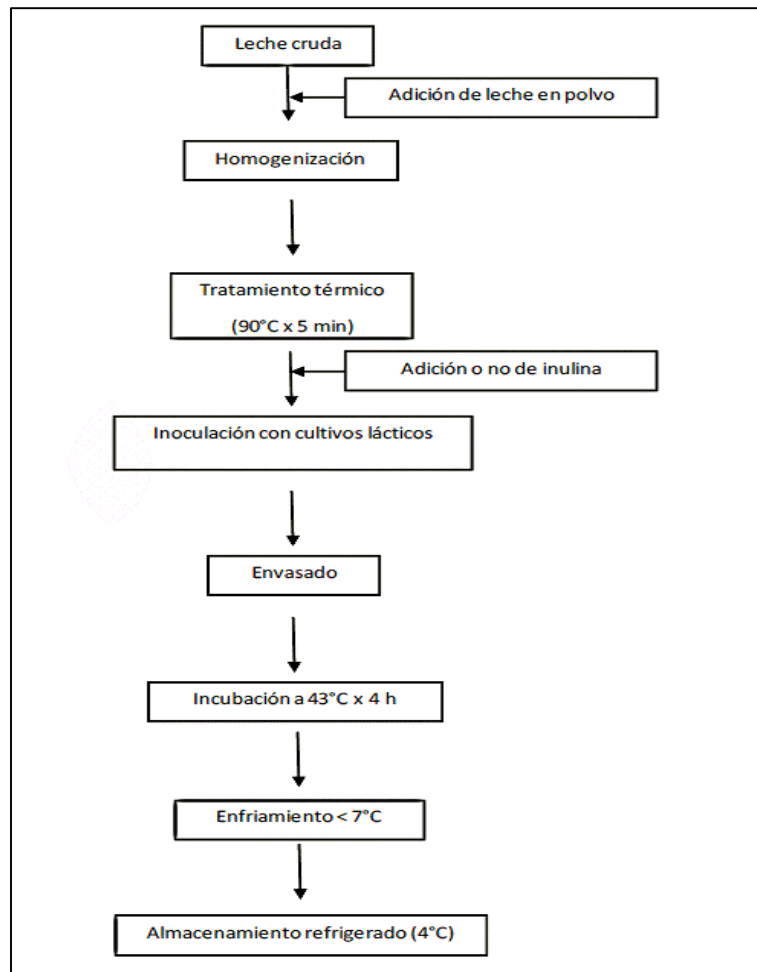 Leche cruda
Adición de leche en polvo
Homogenización
Tratamiento térmico
(90°C x 5 min)
Adición o no de inulina
Inoculación con cultivos lácticos
Envasado
Incubación a 43°C x 4 h
Enfriamiento < 7°C
Almacenamiento refrigerado (4°C)